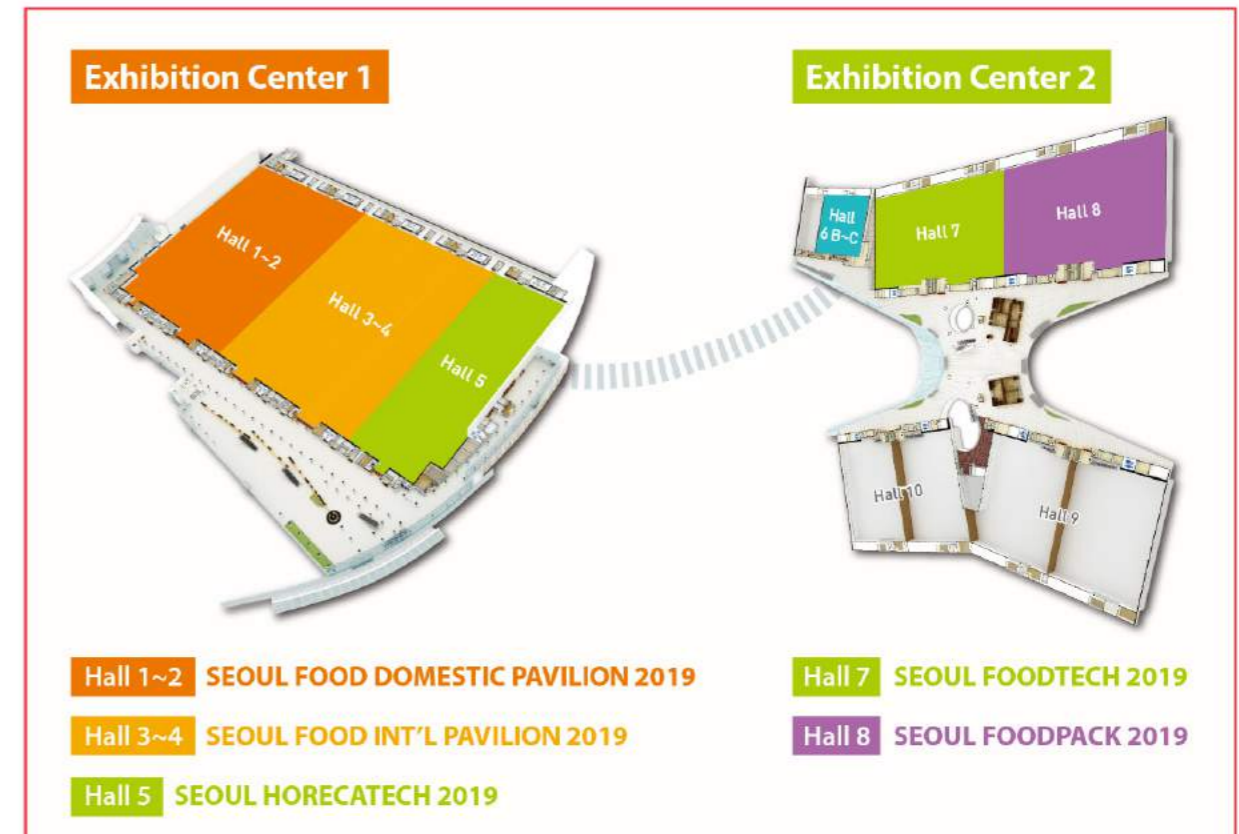 Exhibition Center 1
Hall 1~2
Hall 3~4
Hall 5
Exhibition Center 2
Hall
6 B~C
Hall 7
Hall 8
Hall 10
Hall 9
Hall 1~2 SEOUL FOOD DOMESTIC PAVILION 2019
Hall 3~4 SEOUL FOOD INT'L PAVILION 2019
Hall 5 SEOUL HORECATECH 2019
Hall 7 SEOUL FOODTECH 2019
Hall 8 SEOUL FOODPACK 2019